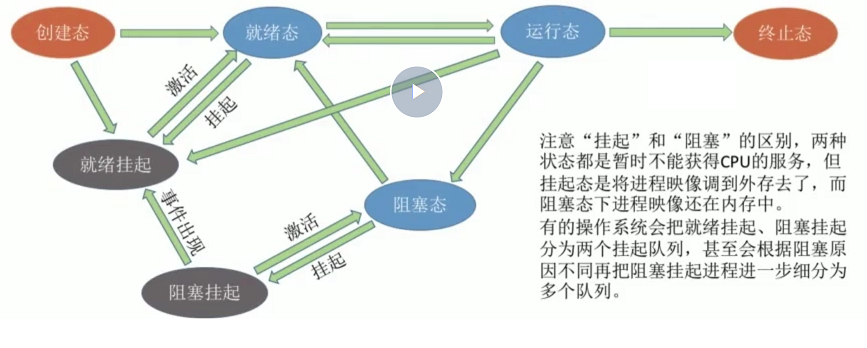 创建态
就绪态
运行态
终止态
激活
挂起
就绪挂起
事件出现
阻塞态
激活
挂起
阻塞挂起
注意“挂起”和“阻塞”的区别，两种
状态都是暂时不能获得CPU的服务，但
挂起态是将进程映像调到外存去了，而
阻塞态下进程映像还在内存中。
有的操作系统会把就绪挂起、阻塞挂起
分为两个挂起队列，甚至会根据阻塞原
因不同再把阻塞挂起进程进一步细分为
多个队列。